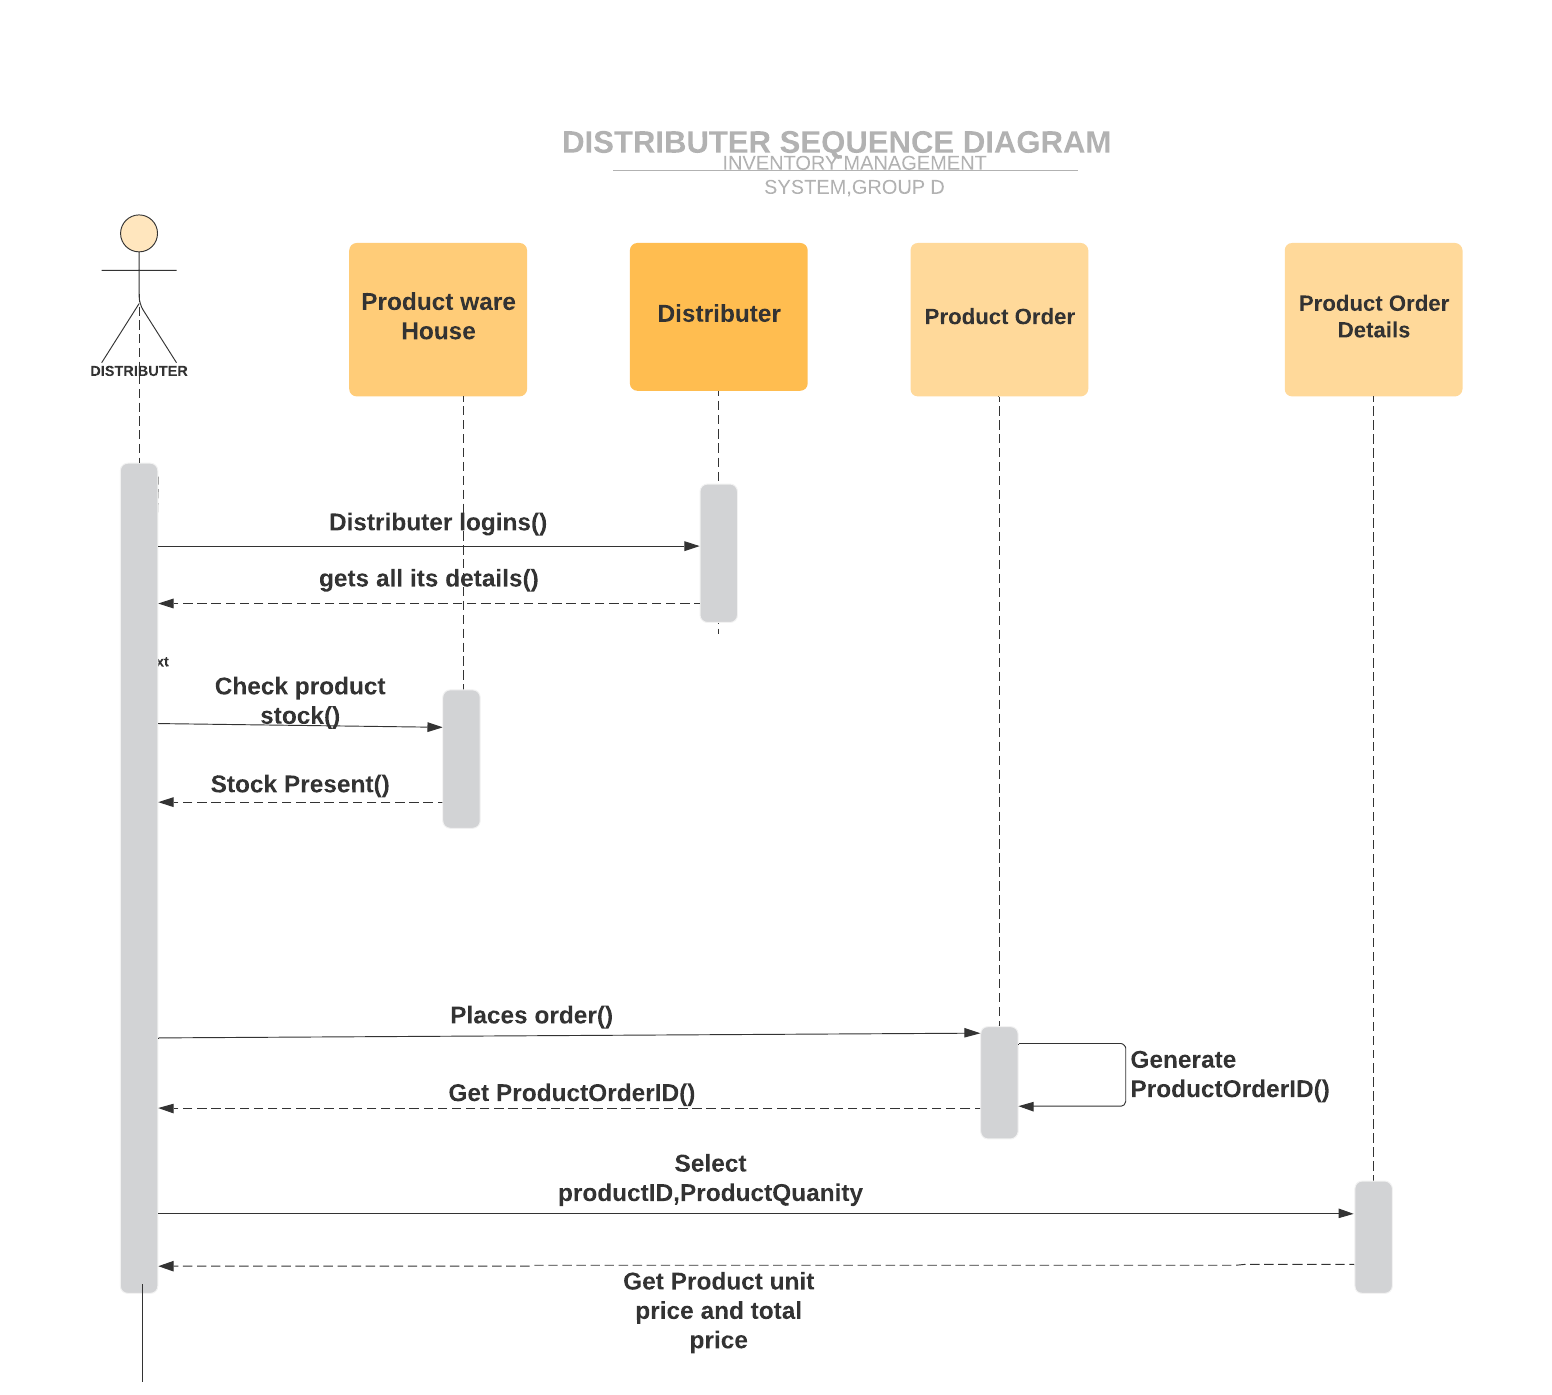 DISTRIBUTER SEQUENCE DIAGRAM
INVENTORY MANAGEMENT
SYSTEM,GROUP D
DISTRIBUTER
Product ware
House
Distributer
Product Order
Product Order
Details
Distributer logins()
gets all its details()
xt
Check product
stock()
Stock Present()
Places order()
Generate
ProductOrderID()
Get ProductOrderID()
Select
productID,ProductQuanity
Get Product unit
price and total
price